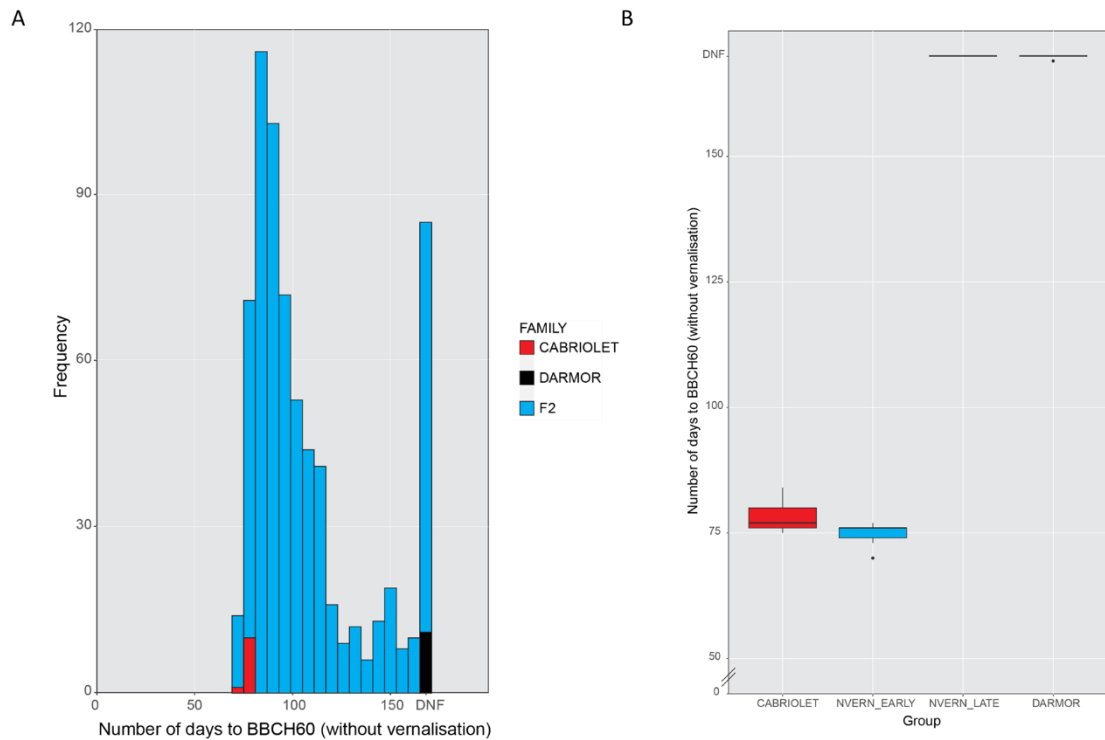 A
120
90
60
30
0
Frequency
0 50 100 150 DNF
Number of days to BBCH60 (without vernalisation)
FAMILY
CABRIOLET
DARMOR
F2
B
DNF
150
125
100
75
50
0
Number of days to BBCH60 (without vernalisation)
CABRIOLET NVERN_EARLY NVERN_LATE DARMOR
Group